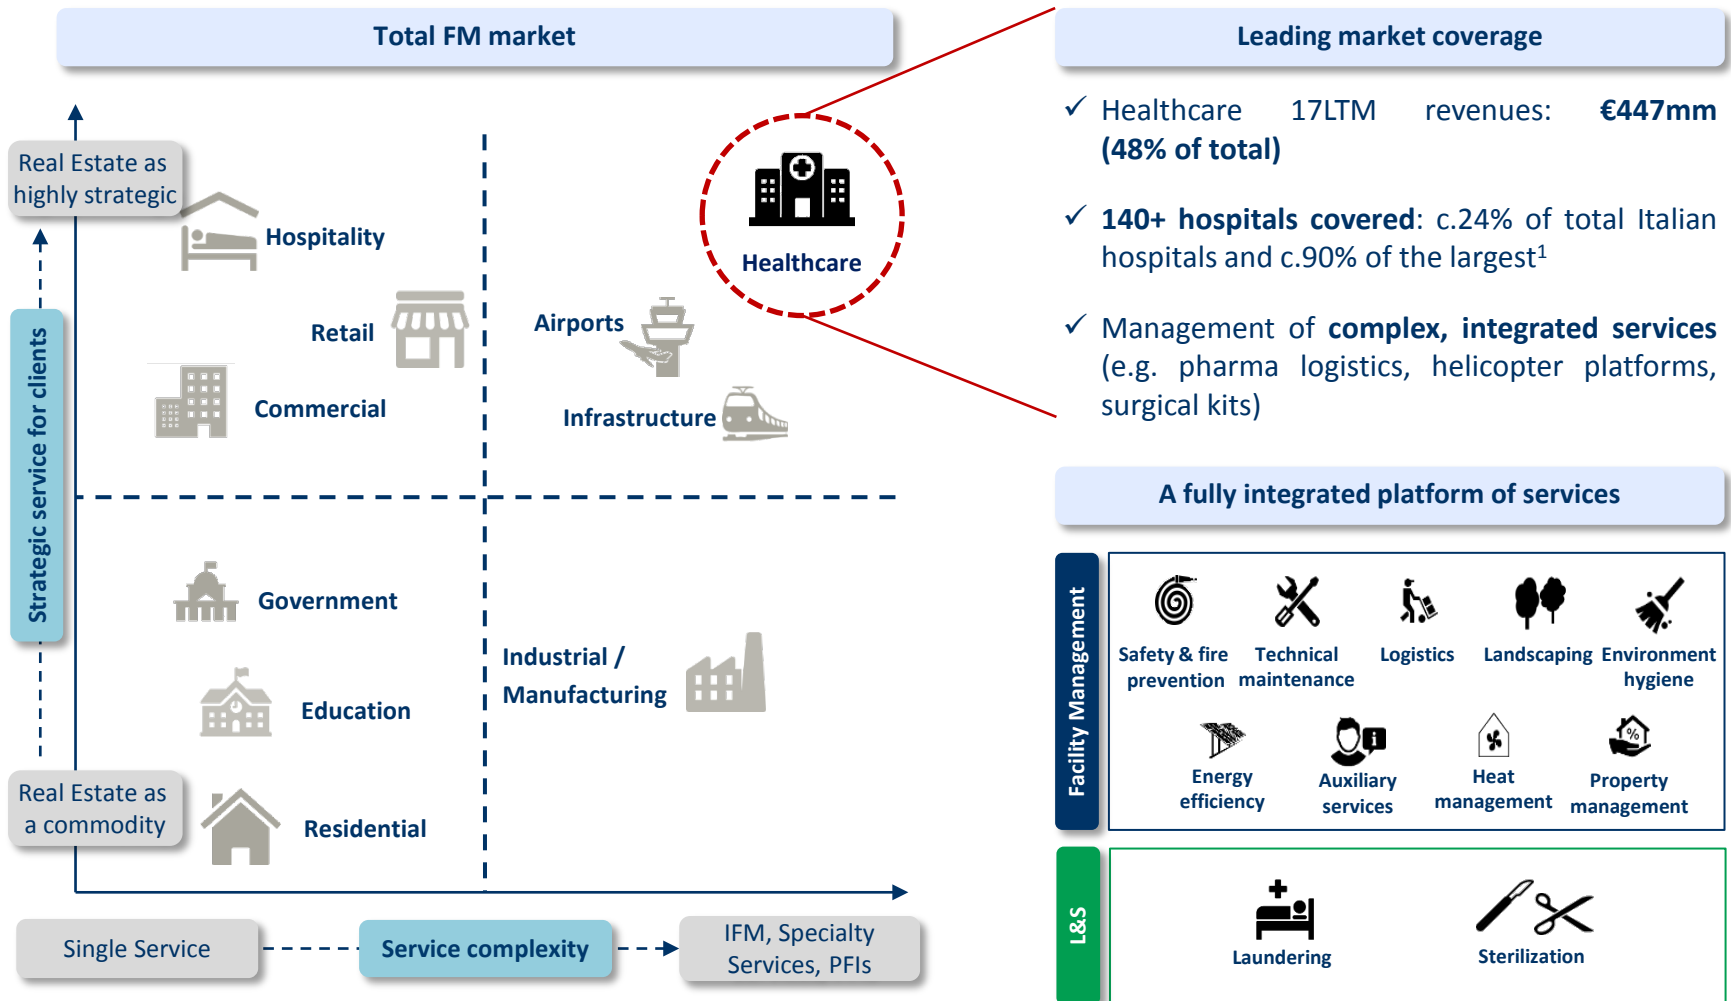 Total FM market
Real Estate as
highly strategic
Strategic service for clients
Real Estate as
a commodity
Hospitality
Retail
Commercial
Airports
Infrastructure
Healthcare
Government
Education
Residential
Industrial /
Manufacturing
Single Service
Service complexity
IFM, Specialty
Services, PFIs
Leading market coverage
✓ Healthcare 17LTM revenues: €447mm
(48% of total)
✓ 140+ hospitals covered: c.24% of total Italian
hospitals and c.90% of the largest¹
✓ Management of complex, integrated services
(e.g. pharma logistics, helicopter platforms,
surgical kits)
A fully integrated platform of services
Facility Management
Safety & fire
prevention
Technical
maintenance
Logistics
Landscaping
Environment
hygiene
Energy
efficiency
i
Auxiliary
services
Heat
management
%
Property
management
L&S
Laundering
Sterilization